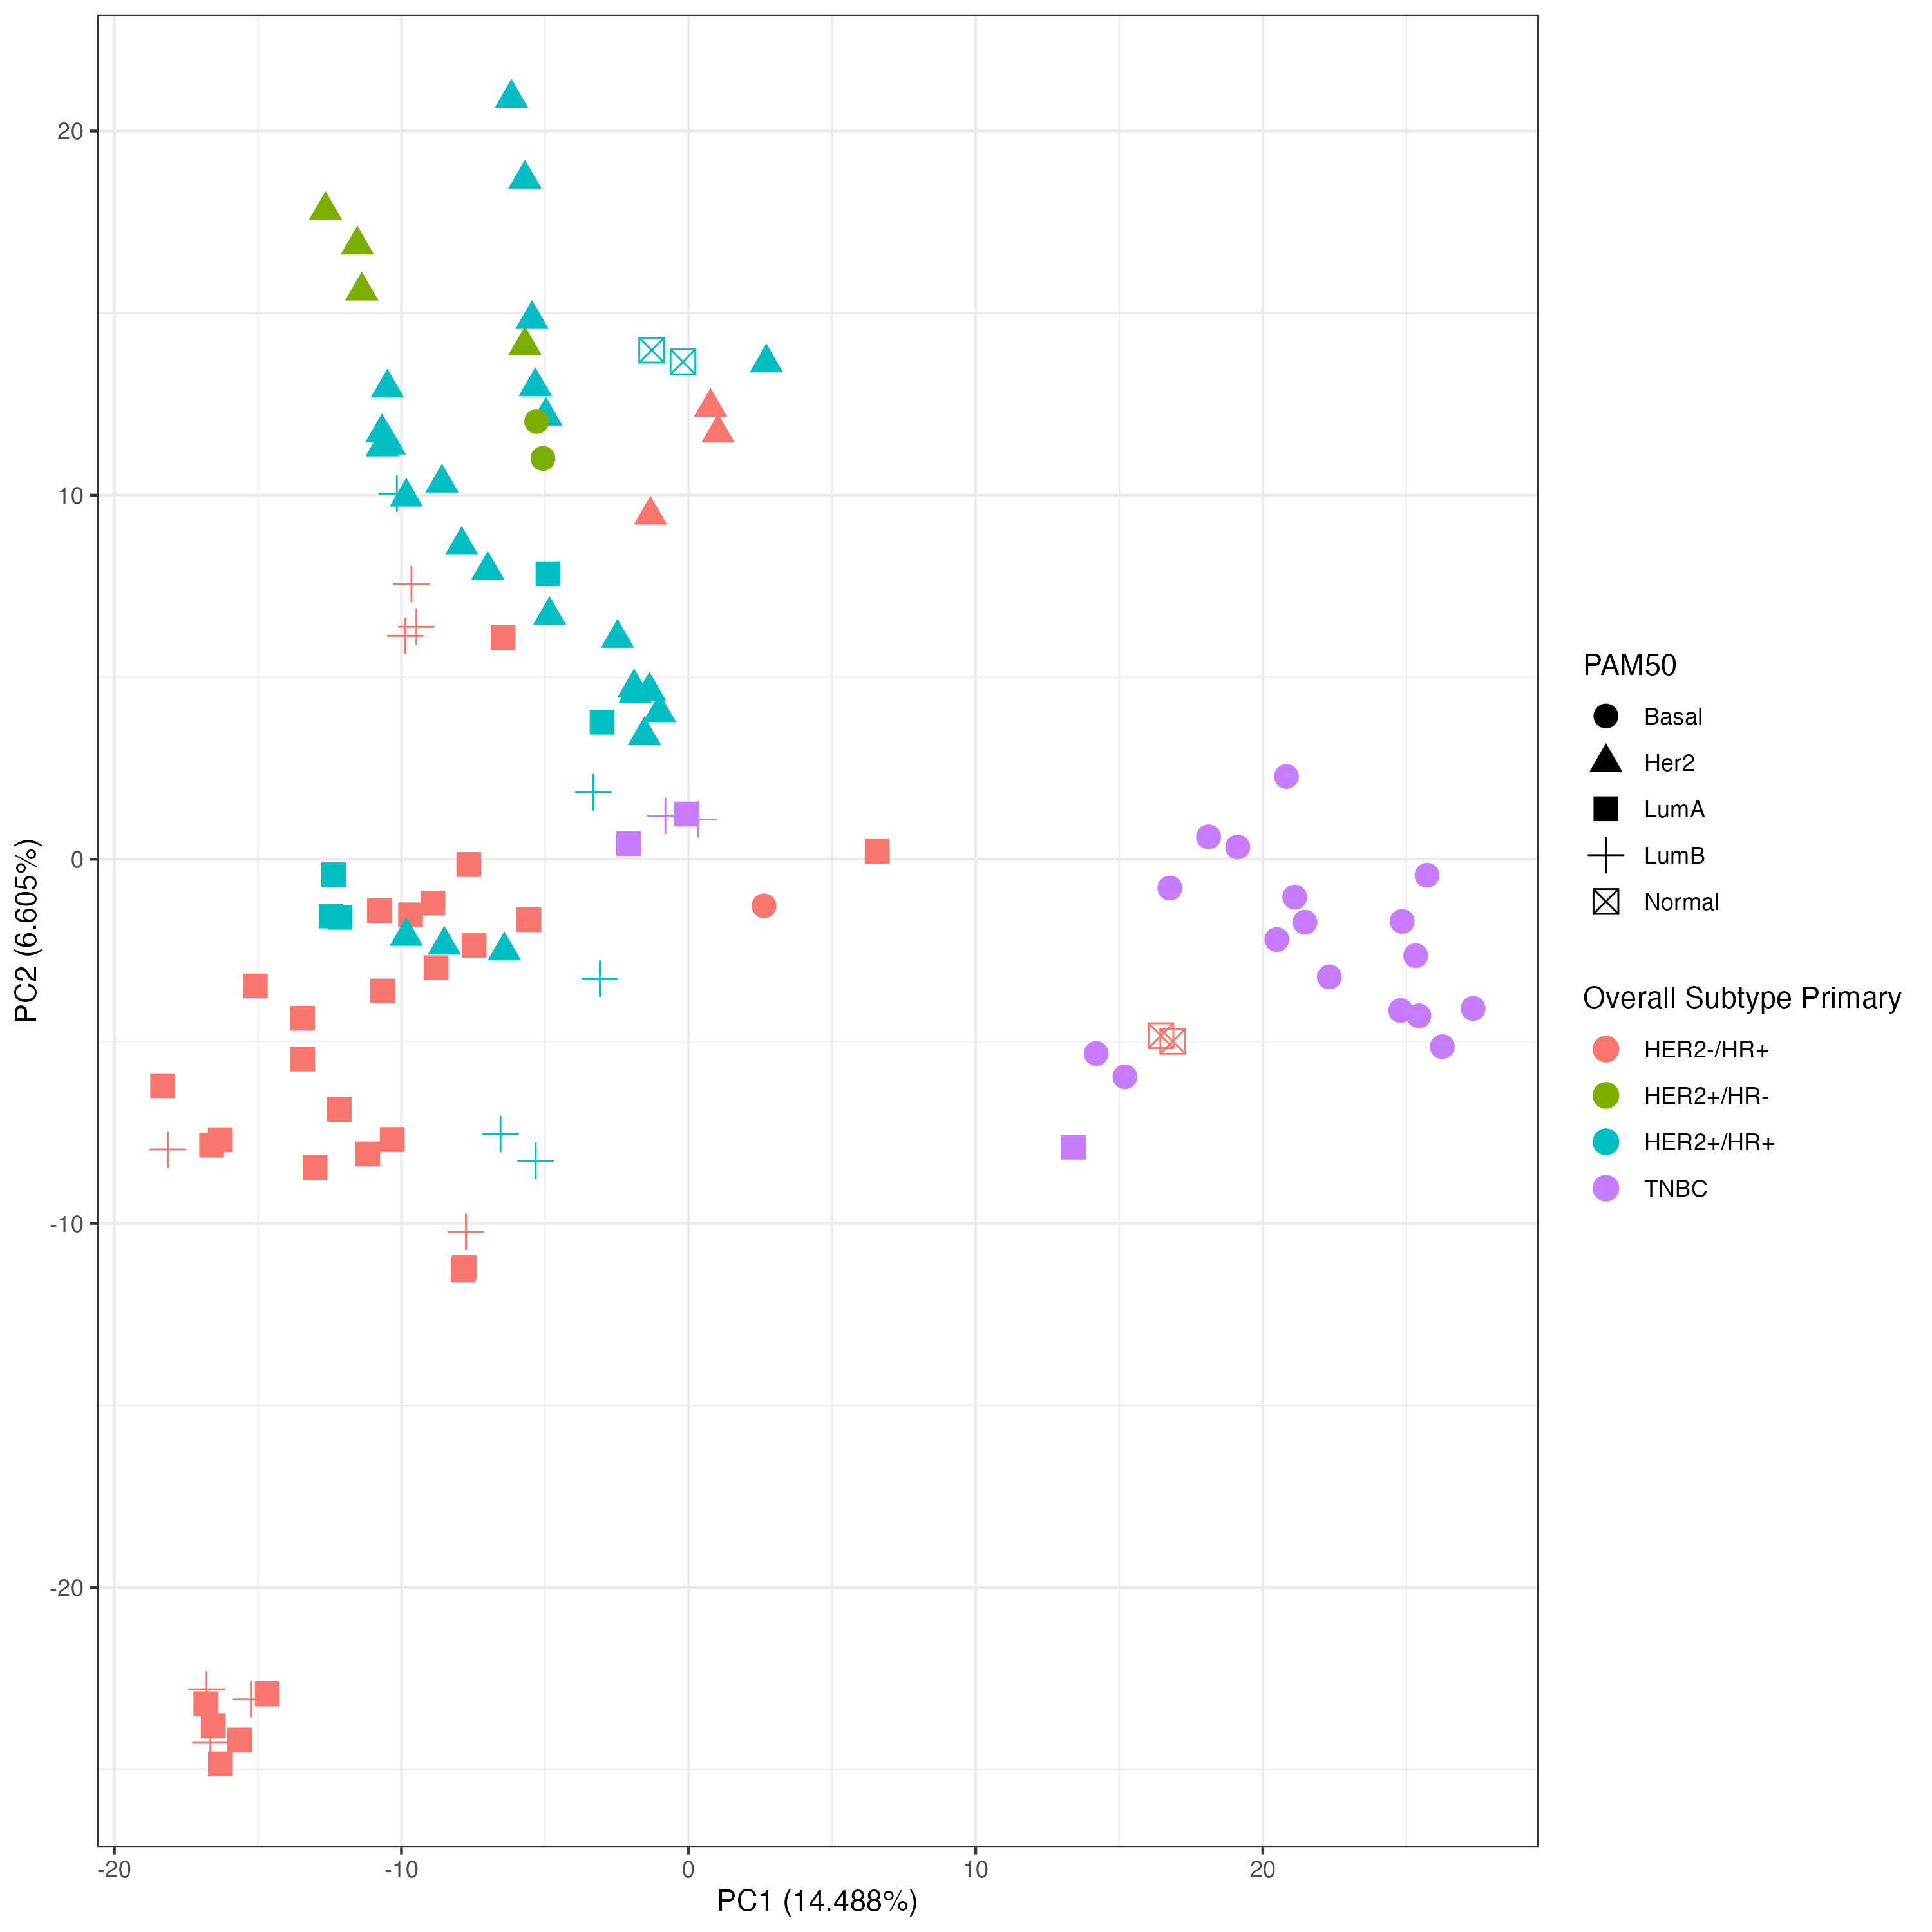 20
10
0
-10
-20
PC2 (6.605%)
-20
-10
0
10
20
PC1 (14.488%)
PAM50
Basal
Her2
LumA
LumB
Normal
Overall Subtype Primary
HER2-/HR+
HER2+/HR-
HER2+/HR+
TNBC